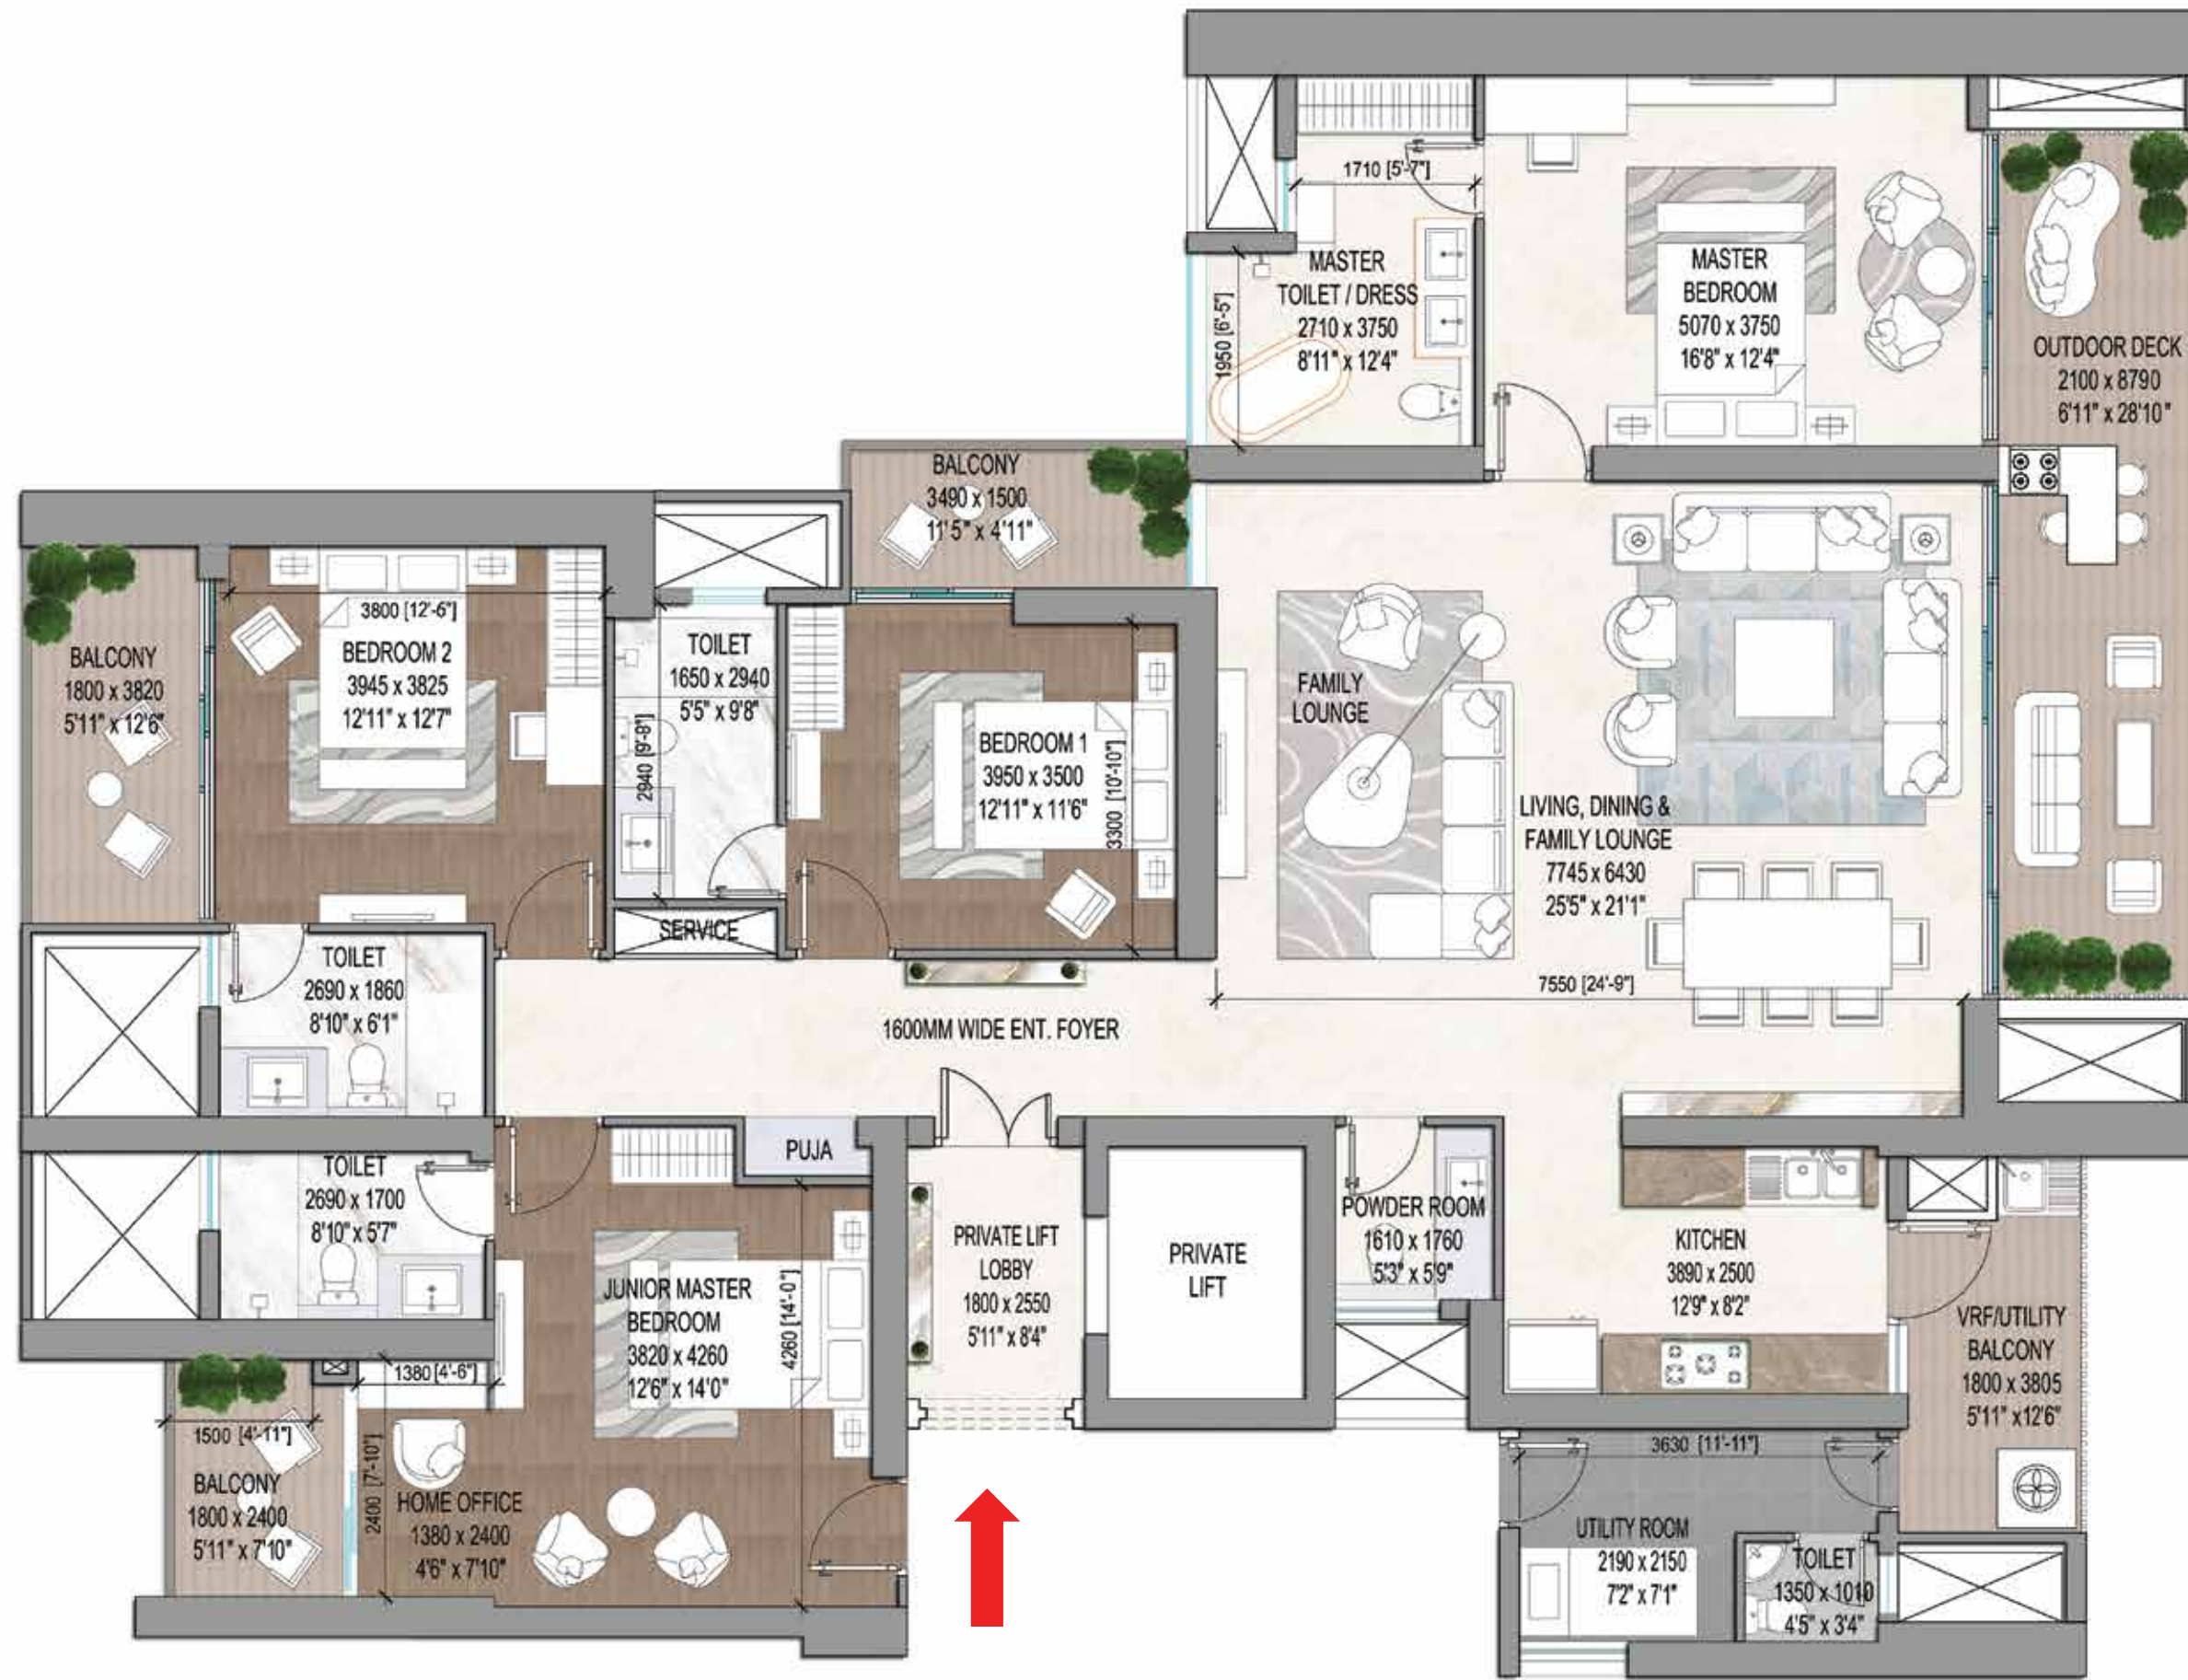 1710 [5'-7"]
MASTER
TOILET / DRESS
2710 x 3750
8'11" x 12'4"
1950 [6'-5"]
MASTER
BEDROOM
5070 x 3750
16'8" x 12'4"
OUTDOOR DECK
2100 x 8790
6'11" x 28'10"
BALCONY
3490 x 1500
11'5" x 4'11"
BALCONY
1800 x 3820
5'11" x 12'6"
3800 [12'-6"]
BEDROOM 2
3945 x 3825
12'11" x 12'7"
TOILET
1650 x 2940
5'5" x 9'8"
2940 [9'-8"]
BEDROOM 1
3950 x 3500
12'11" x 11'6"
3300 [10'-10"]
FAMILY
LOUNGE
LIVING, DINING &
FAMILY LOUNGE
7745 x 6430
25'5" x 21'1"
7550 [24'-9"]
SERVICE
TOILET
2690 x 1860
8'10" x 6'1"
1600MM WIDE ENT. FOYER
PUJA
TOILET
2690 x 1700
8'10" x 5'7"
JUNIOR MASTER
BEDROOM
3820 x 4260
12'6" x 14'0"
4260 [14'-0"]
PRIVATE LIFT
LOBBY
1800 x 2550
5'11" x 8'4"
PRIVATE
LIFT
POWDER ROOM
1610 x 1760
5'3" x 5'9"
KITCHEN
3890 x 2500
12'9" x 8'2"
VRF/UTILITY
BALCONY
1800 x 3805
5'11" x12'6"
1380 [4'-6"]
1500 [4'-11"]
BALCONY
1800 x 2400
5'11" x 7'10"
2400 [7'-10"]
HOME OFFICE
1380 x 2400
4'6" x 7'10"
3630 [11'-11"]
UTILITY ROOM
2190 x 2150
7'2" x 7'1"
TOILET
1350 x 1010
4'5" x 3'4"